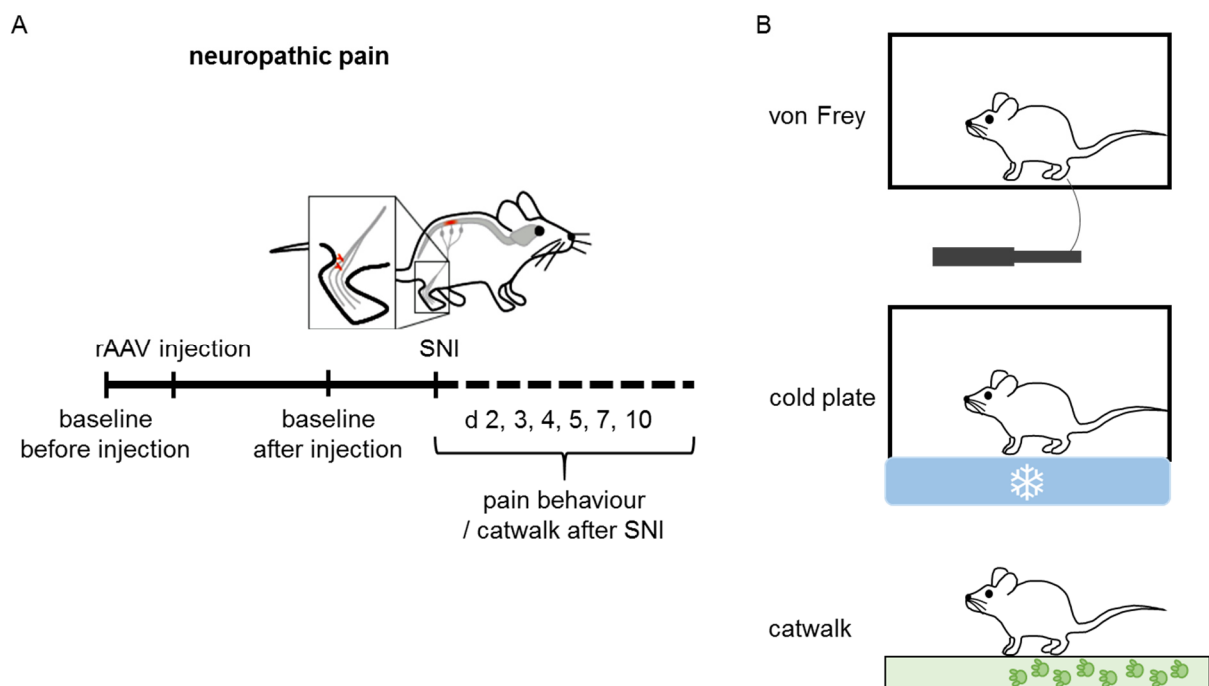 A
neuropathic pain
rAAV injection
SNI
baseline
before injection
baseline
after injection
d 2, 3, 4, 5, 7, 10
pain behaviour
/ catwalk after SNI
B
von Frey
cold plate
catwalk